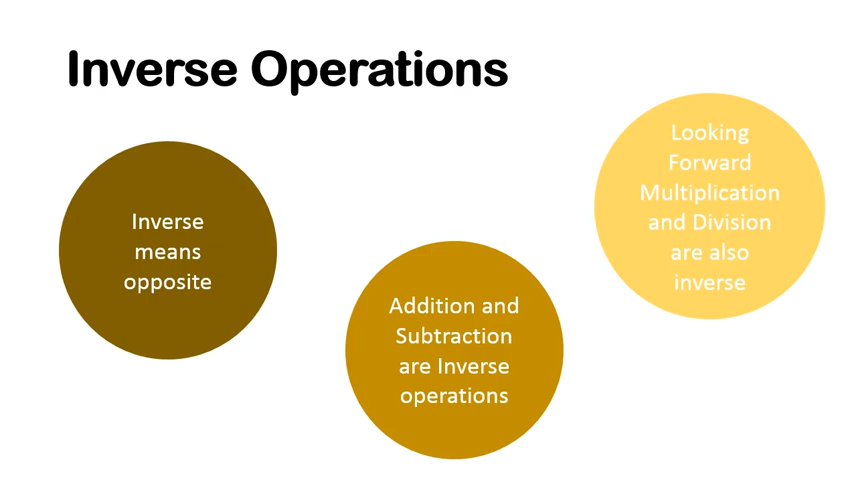 Inverse Operations
Inverse
means
opposite
Addition and
Subtraction
are Inverse
operations
Looking
Forward
Multiplication
and Division
are also
inverse